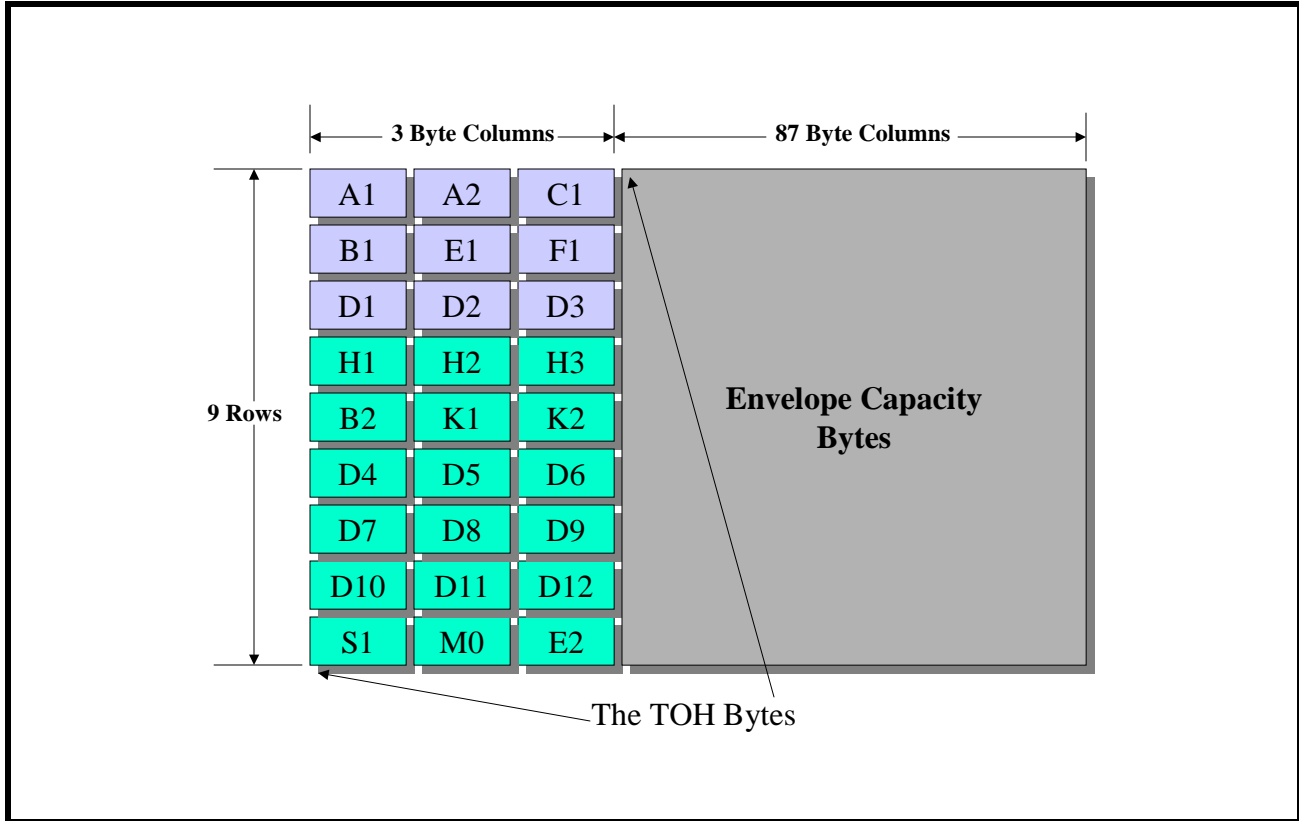 3 Byte Columns
87 Byte Columns
A1 A2 C1
B1 E1 F1
D1 D2 D3
H1 H2 H3
9 Rows
B2 K1 K2
D4 D5 D6
D7 D8 D9
D10 D11 D12
S1 M0 E2
Envelope Capacity
Bytes
The TOH Bytes